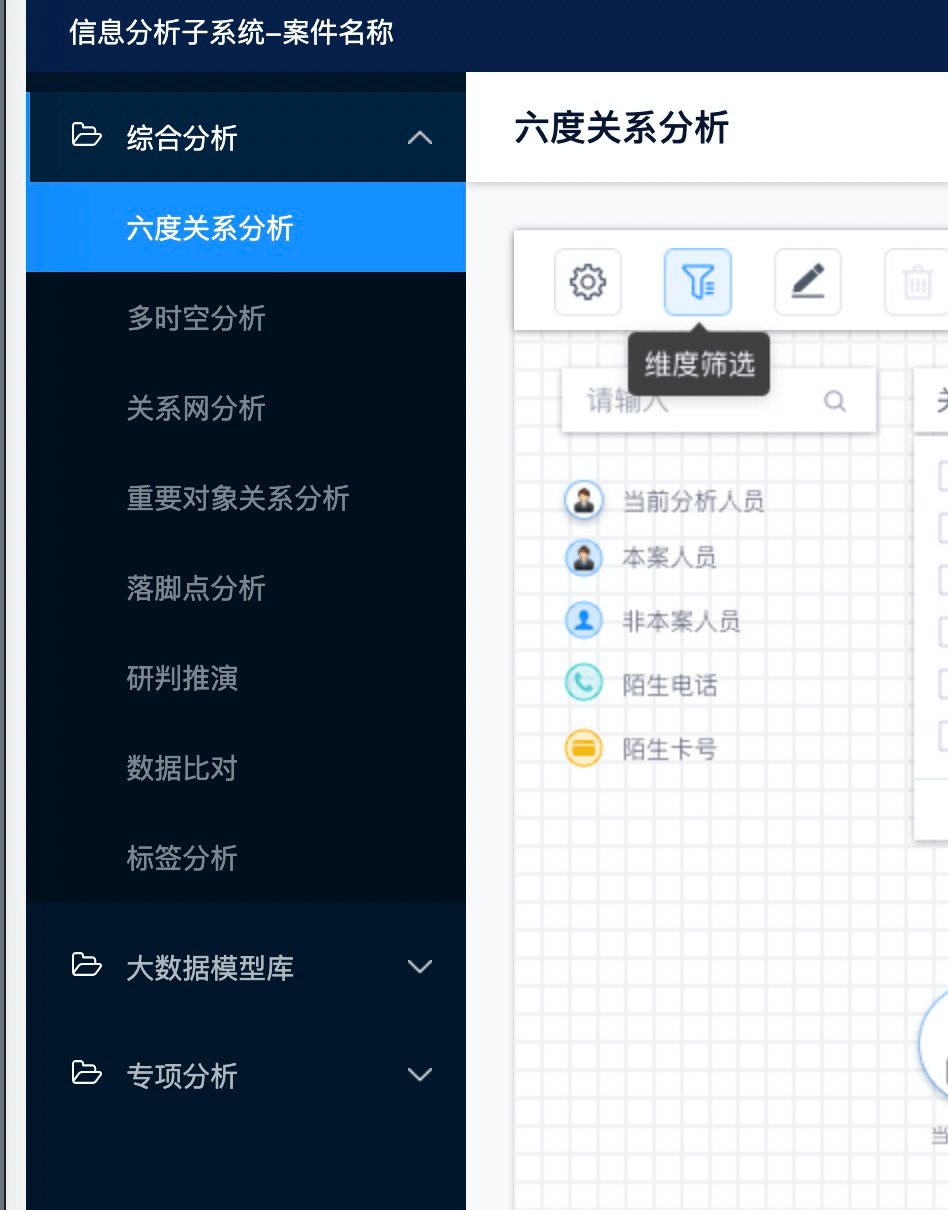 信息分析子系统–案件名称
综合分析
六度关系分析
多时空分析
关系网分析
重要对象关系分析
落脚点分析
研判推演
数据比对
标签分析
大数据模型库
专项分析
六度关系分析
维度筛选
请输入
当前分析人员
本案人员
非本案人员
陌生电话
陌生卡号